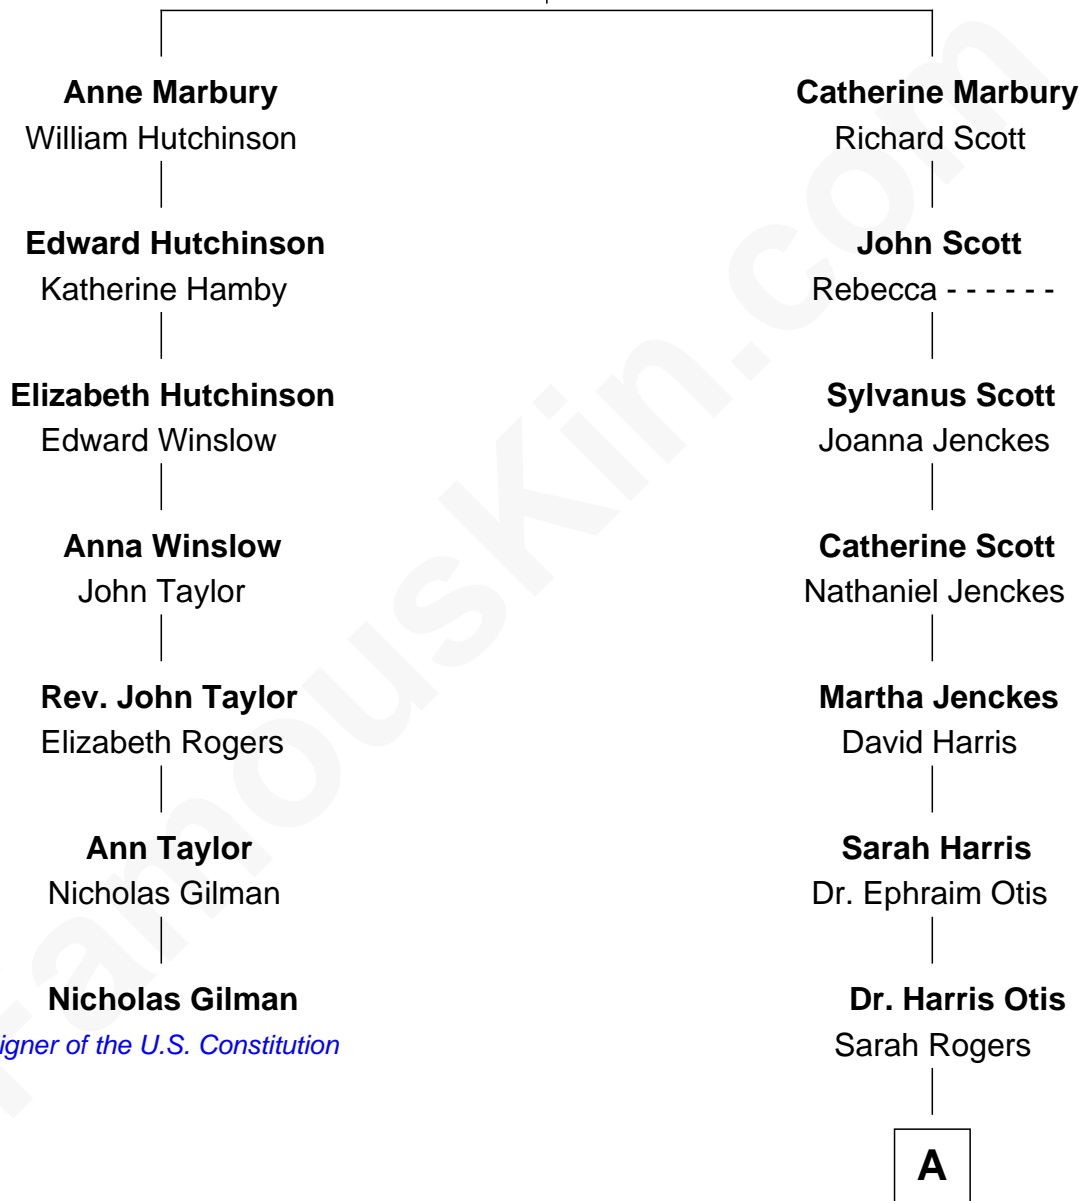 Anne Marbury
William Hutchinson
Edward Hutchinson
Katherine Hamby
Elizabeth Hutchinson
Edward Winslow
Anna Winslow
John Taylor
Rev. John Taylor
Elizabeth Rogers
Ann Taylor
Nicholas Gilman
Nicholas Gilman
igner of the U.S. Constitution
Catherine Marbury
Richard Scott
John Scott
Rebecca - - - - - -
Sylvanus Scott
Joanna Jenckes
Catherine Scott
Nathaniel Jenckes
Martha Jenckes
David Harris
Sarah Harris
Dr. Ephraim Otis
Dr. Harris Otis
Sarah Rogers
A
FamousKin.com